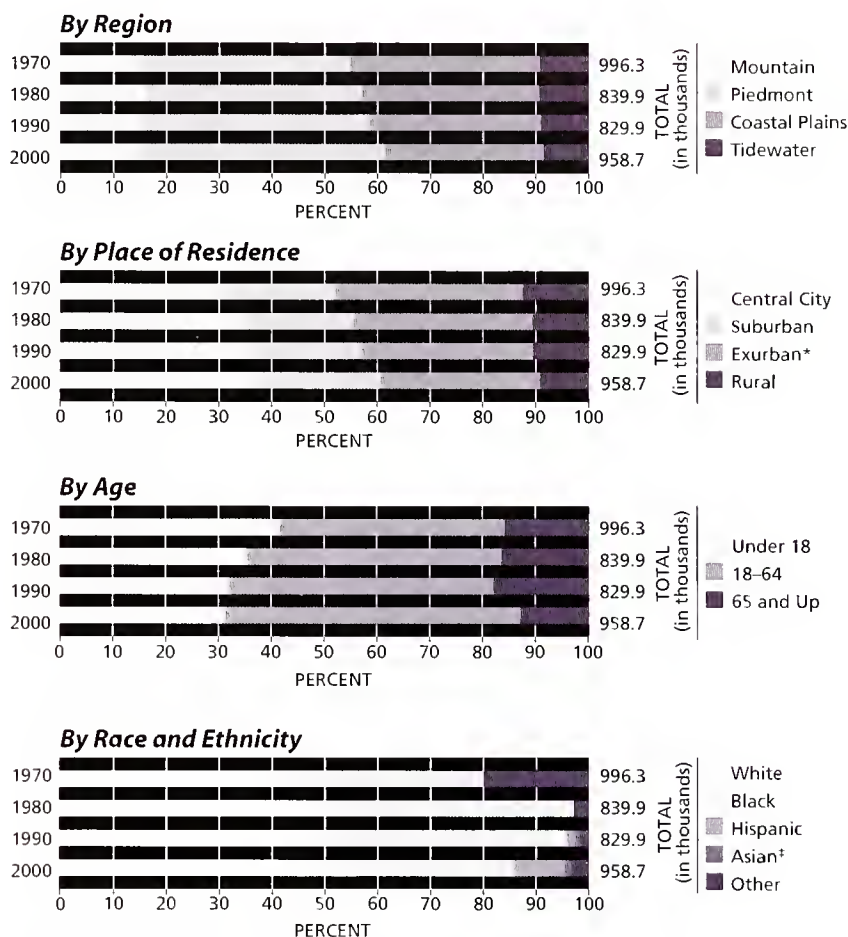 By Region
1970 996.3
1980 839.9
1990 829.9
2000 958.7
0 10 20 30 40 50 60 70 80 90 100
PERCENT
TOTAL
(in thousands)
Mountain
Piedmont
Coastal Plains
Tidewater
By Place of Residence
1970 996.3
1980 839.9
1990 829.9
2000 958.7
0 10 20 30 40 50 60 70 80 90 100
PERCENT
TOTAL
(in thousands)
Central City
Suburban
Exurban*
Rural
By Age
1970 996.3
1980 839.9
1990 829.9
2000 958.7
0 10 20 30 40 50 60 70 80 90 100
PERCENT
TOTAL
(in thousands)
Under 18
18–64
65 and Up
By Race and Ethnicity
1970 996.3
1980 839.9
1990 829.9
2000 958.7
0 10 20 30 40 50 60 70 80 90 100
PERCENT
TOTAL
(in thousands)
White
Black
Hispanic
Asian‡
Other